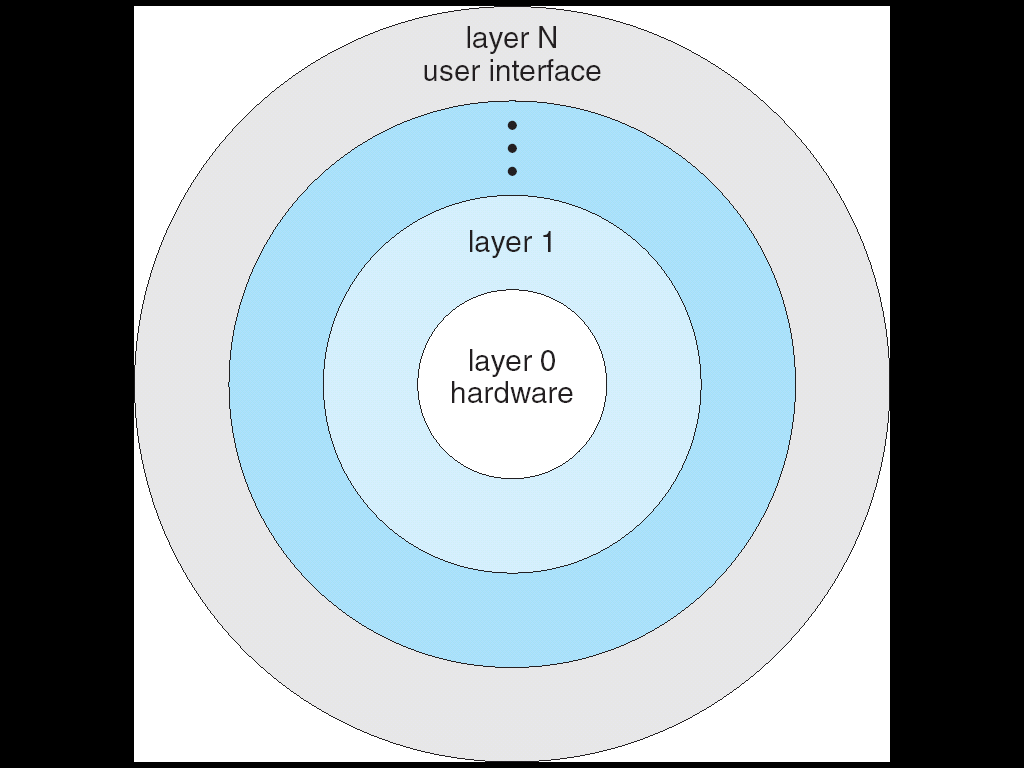 layer N
user interface
layer 1
layer 0
hardware